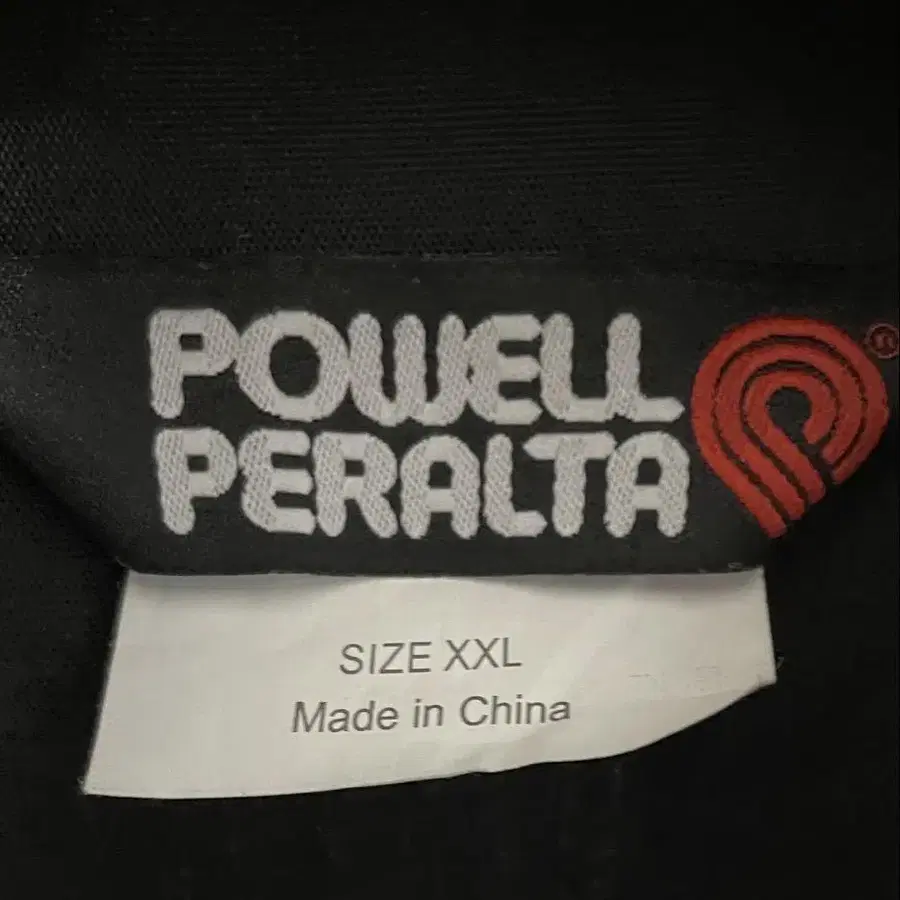 POWELL
PERALTA
®
SIZE XXL
Made in China